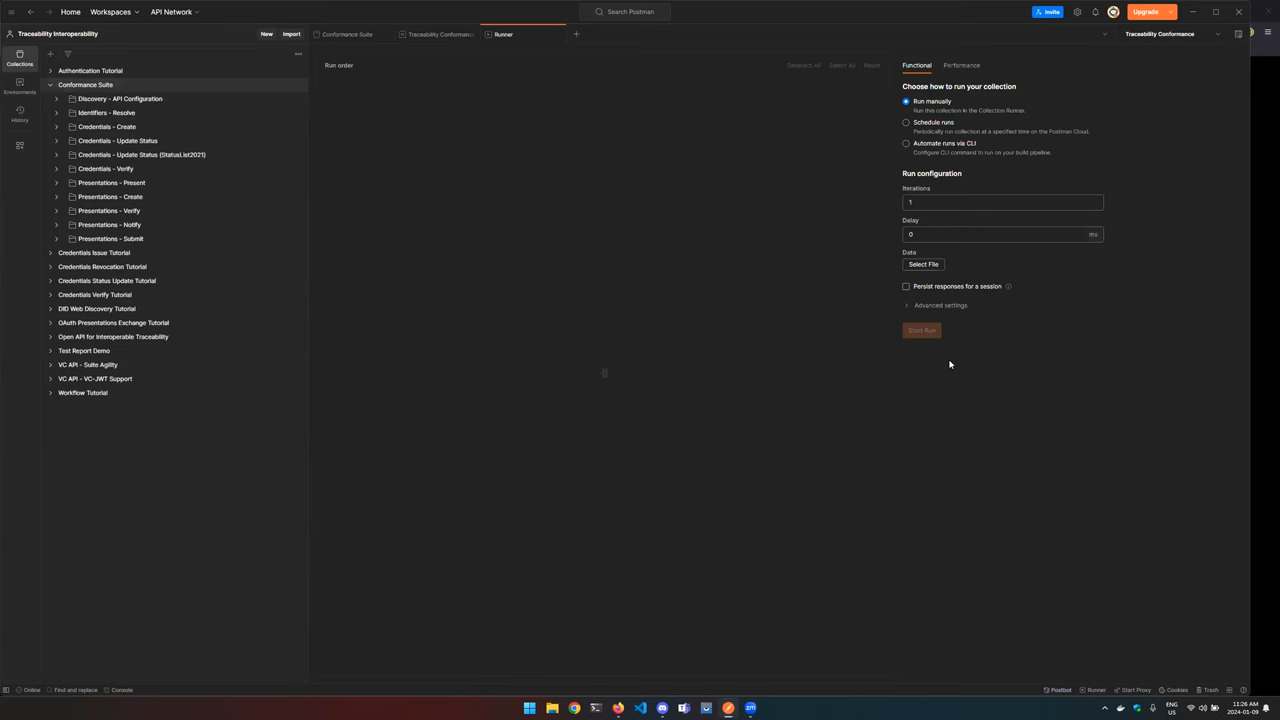 Home
Workspaces
API Network
Search Postman
Invite
Upgrade
Traceability Interoperability
New
Import
Conformance Suite
Traceability Conformanc
Runner
Traceability Conformance
Collections
Environments
History
Authentication Tutorial
Conformance Suite
Discovery - API Configuration
Identifiers - Resolve
Credentials - Create
Credentials - Update Status
Credentials - Update Status (StatusList2021)
Credentials - Verify
Presentations - Present
Presentations - Create
Presentations - Verify
Presentations - Notify
Presentations - Submit
Credentials Issue Tutorial
Credentials Revocation Tutorial
Credentials Status Update Tutorial
Credentials Verify Tutorial
DID Web Discovery Tutorial
OAuth Presentations Exchange Tutorial
Open API for Interoperable Traceability
Test Report Demo
VC API - Suite Agility
VC API - VC-JWT Support
Workflow Tutorial
Run order
Deselect All
Select All
Reset
Functional
Performance
Choose how to run your collection
Run manually
Run this collection in the Collection Runner.
Schedule runs
Periodically run collection at a specified time on the Postman Cloud.
Automate runs via CLI
Configure CLI command to run on your build pipeline.
Run configuration
Iterations
1
Delay
0 ms
Data
Select File
Persist responses for a session
Advanced settings
Start Run
Online
Find and replace
Console
Postbot
Runner
Start Proxy
Cookies
Trash
ENG
US
11:26 AM
2024-01-09